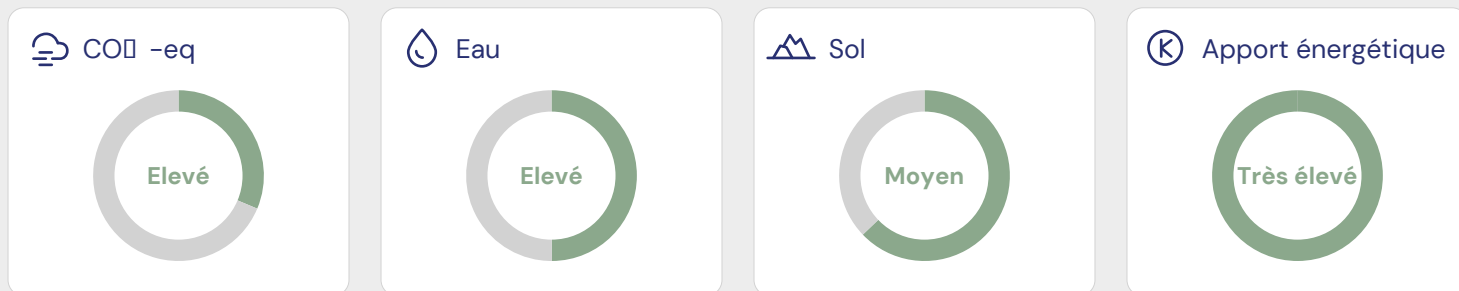 CO▯ -eq
Elevé
Eau
Elevé
Sol
Moyen
K Apport énergétique
Très élevé